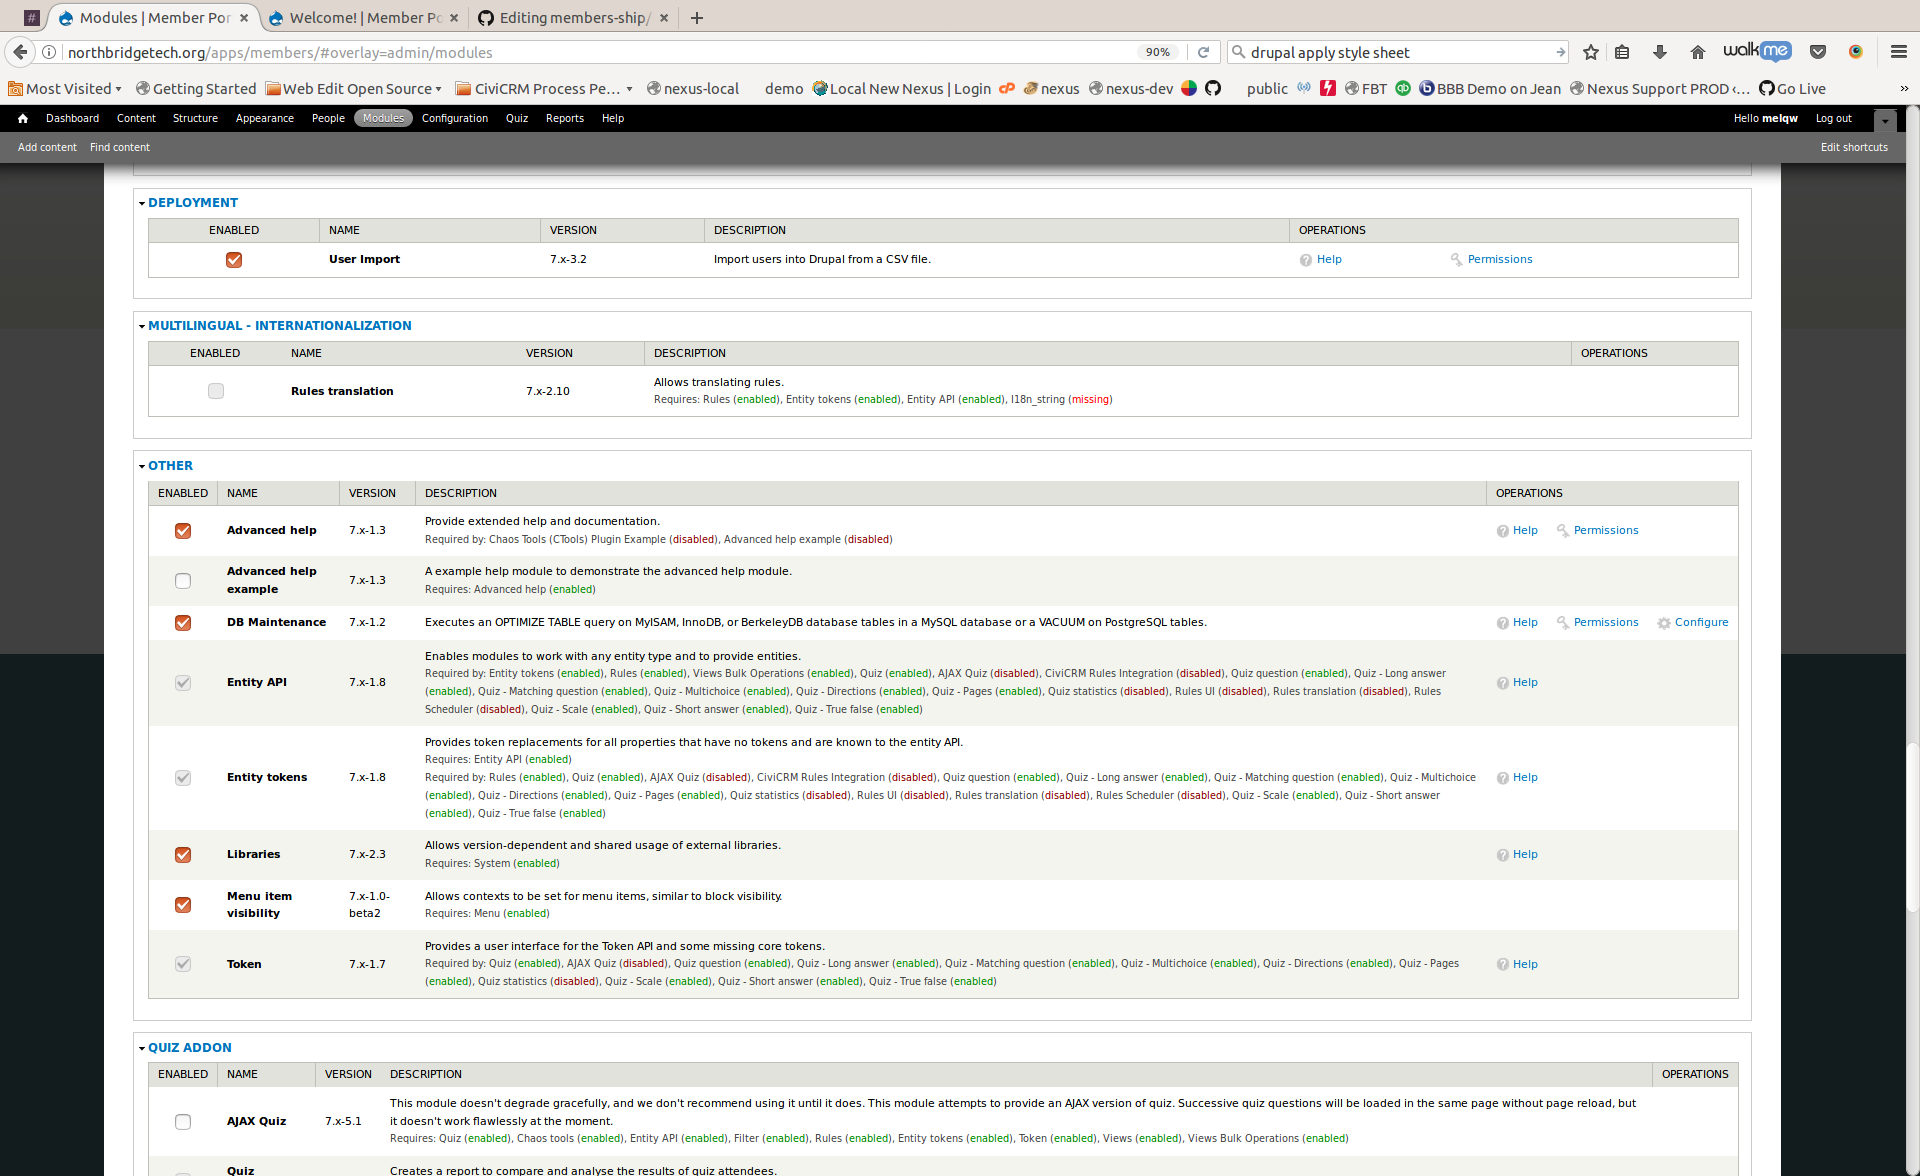 # Modules | Member Por × Welcome! | Member Po × Editing members-ship/ × +
northbridgetech.org/apps/members/#overlay=admin/modules 90% drupal apply style sheet walkme
Most Visited Getting Started Web Edit Open Source CiviCRM Process Pe... nexus-local demo Local New Nexus | Login nexus nexus-dev public FBT BBB Demo on Jean Nexus Support PROD ‹... Go Live »
Dashboard Content Structure Appearance People Modules Configuration Quiz Reports Help Hello melqw Log out
Add content Find content Edit shortcuts
DEPLOYMENT
ENABLED NAME VERSION DESCRIPTION OPERATIONS
User Import 7.x-3.2 Import users into Drupal from a CSV file. Help Permissions
MULTILINGUAL - INTERNATIONALIZATION
ENABLED NAME VERSION DESCRIPTION OPERATIONS
Rules translation 7.x-2.10 Allows translating rules.
Requires: Rules (enabled), Entity tokens (enabled), Entity API (enabled), I18n_string (missing)
OTHER
ENABLED NAME VERSION DESCRIPTION OPERATIONS
Advanced help 7.x-1.3 Provide extended help and documentation. Help Permissions
Required by: Chaos Tools (CTools) Plugin Example (disabled), Advanced help example (disabled)
Advanced help example 7.x-1.3 A example help module to demonstrate the advanced help module.
Requires: Advanced help (enabled)
DB Maintenance 7.x-1.2 Executes an OPTIMIZE TABLE query on MyISAM, InnoDB, or BerkeleyDB database tables in a MySQL database or a VACUUM on PostgreSQL tables. Help Permissions Configure
Entity API 7.x-1.8 Enables modules to work with any entity type and to provide entities. Help
Required by: Entity tokens (enabled), Rules (enabled), Views Bulk Operations (enabled), Quiz (enabled), AJAX Quiz (disabled), CiviCRM Rules Integration (disabled), Quiz question (enabled), Quiz - Long answer
(enabled), Quiz - Matching question (enabled), Quiz - Multichoice (enabled), Quiz - Directions (enabled), Quiz - Pages (enabled), Quiz statistics (disabled), Rules UI (disabled), Rules translation (disabled), Rules
Scheduler (disabled), Quiz - Scale (enabled), Quiz - Short answer (enabled), Quiz - True false (enabled)
Entity tokens 7.x-1.8 Provides token replacements for all properties that have no tokens and are known to the entity API. Help
Requires: Entity API (enabled)
Required by: Rules (enabled), Quiz (enabled), AJAX Quiz (disabled), CiviCRM Rules Integration (disabled), Quiz question (enabled), Quiz - Long answer (enabled), Quiz - Matching question (enabled), Quiz - Multichoice
(enabled), Quiz - Directions (enabled), Quiz - Pages (enabled), Quiz statistics (disabled), Rules UI (disabled), Rules translation (disabled), Rules Scheduler (disabled), Quiz - Scale (enabled), Quiz - Short answer
(enabled), Quiz - True false (enabled)
Libraries 7.x-2.3 Allows version-dependent and shared usage of external libraries. Help
Requires: System (enabled)
Menu item visibility 7.x-1.0-beta2 Allows contexts to be set for menu items, similar to block visibility.
Requires: Menu (enabled)
Token 7.x-1.7 Provides a user interface for the Token API and some missing core tokens. Help
Required by: Quiz (enabled), AJAX Quiz (disabled), Quiz question (enabled), Quiz - Long answer (enabled), Quiz - Matching question (enabled), Quiz - Multichoice (enabled), Quiz - Directions (enabled), Quiz - Pages
(enabled), Quiz statistics (disabled), Quiz - Scale (enabled), Quiz - Short answer (enabled), Quiz - True false (enabled)
QUIZ ADDON
ENABLED NAME VERSION DESCRIPTION OPERATIONS
AJAX Quiz 7.x-5.1 This module doesn't degrade gracefully, and we don't recommend using it until it does. This module attempts to provide an AJAX version of quiz. Successive quiz questions will be loaded in the same page without page reload, but
it doesn't work flawlessly at the moment.
Requires: Quiz (enabled), Chaos tools (enabled), Entity API (enabled), Filter (enabled), Rules (enabled), Entity tokens (enabled), Token (enabled), Views (enabled), Views Bulk Operations (enabled)
Quiz Creates a report to compare and analyse the results of quiz attendees.